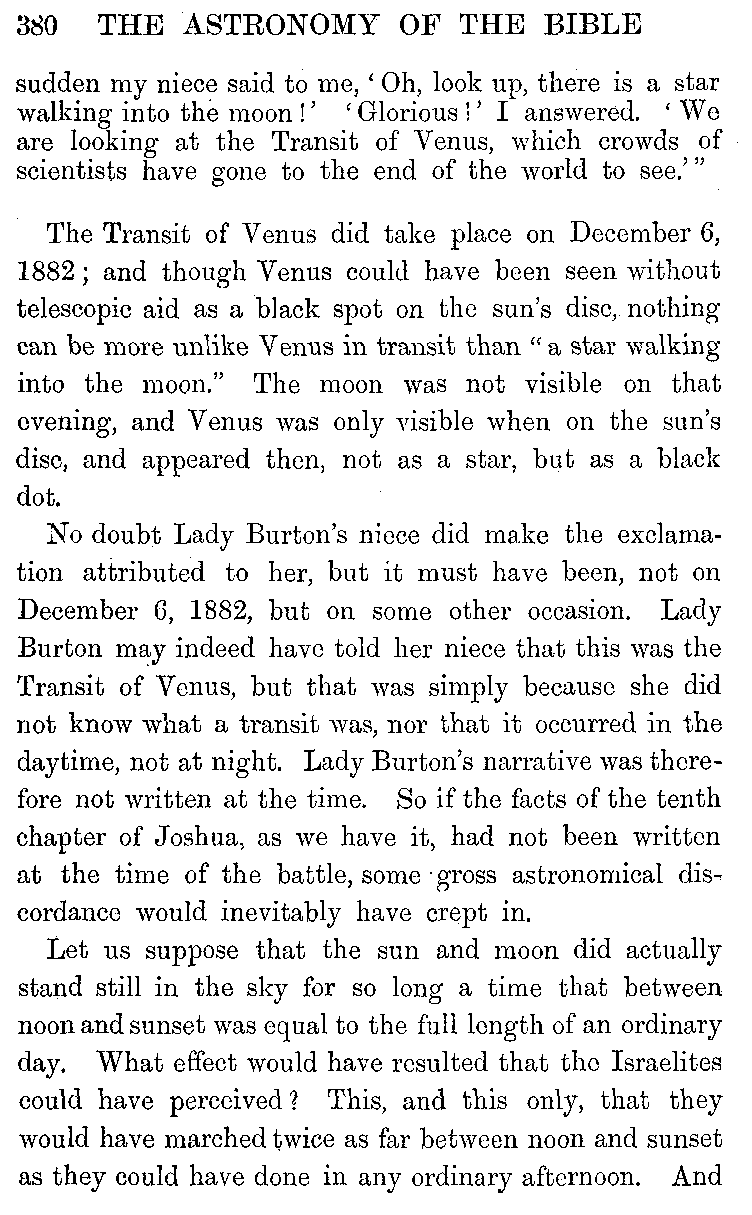 380 THE ASTRONOMY OF THE BIBLE
sudden my niece said to me, ‘Oh, look up, there is a star
walking into the moon!’ ‘Glorious!’ I answered. ‘We
are looking at the Transit of Venus, which crowds of
scientists have gone to the end of the world to see.’”
The Transit of Venus did take place on December 6,
1882; and though Venus could have been seen without
telescopic aid as a black spot on the sun’s disc, nothing
can be more unlike Venus in transit than “a star walking
into the moon.” The moon was not visible on that
evening, and Venus was only visible when on the sun’s
disc, and appeared then, not as a star, but as a black
dot.
No doubt Lady Burton’s niece did make the exclama-
tion attributed to her, but it must have been, not on
December 6, 1882, but on some other occasion. Lady
Burton may indeed have told her niece that this was the
Transit of Venus, but that was simply because she did
not know what a transit was, nor that it occurred in the
daytime, not at night. Lady Burton’s narrative was there-
fore not written at the time. So if the facts of the tenth
chapter of Joshua, as we have it, had not been written
at the time of the battle, some gross astronomical dis-
cordance would inevitably have crept in.
Let us suppose that the sun and moon did actually
stand still in the sky for so long a time that between
noon and sunset was equal to the full length of an ordinary
day. What effect would have resulted that the Israelites
could have perceived? This, and this only, that they
would have marched twice as far between noon and sunset
as they could have done in any ordinary afternoon. And